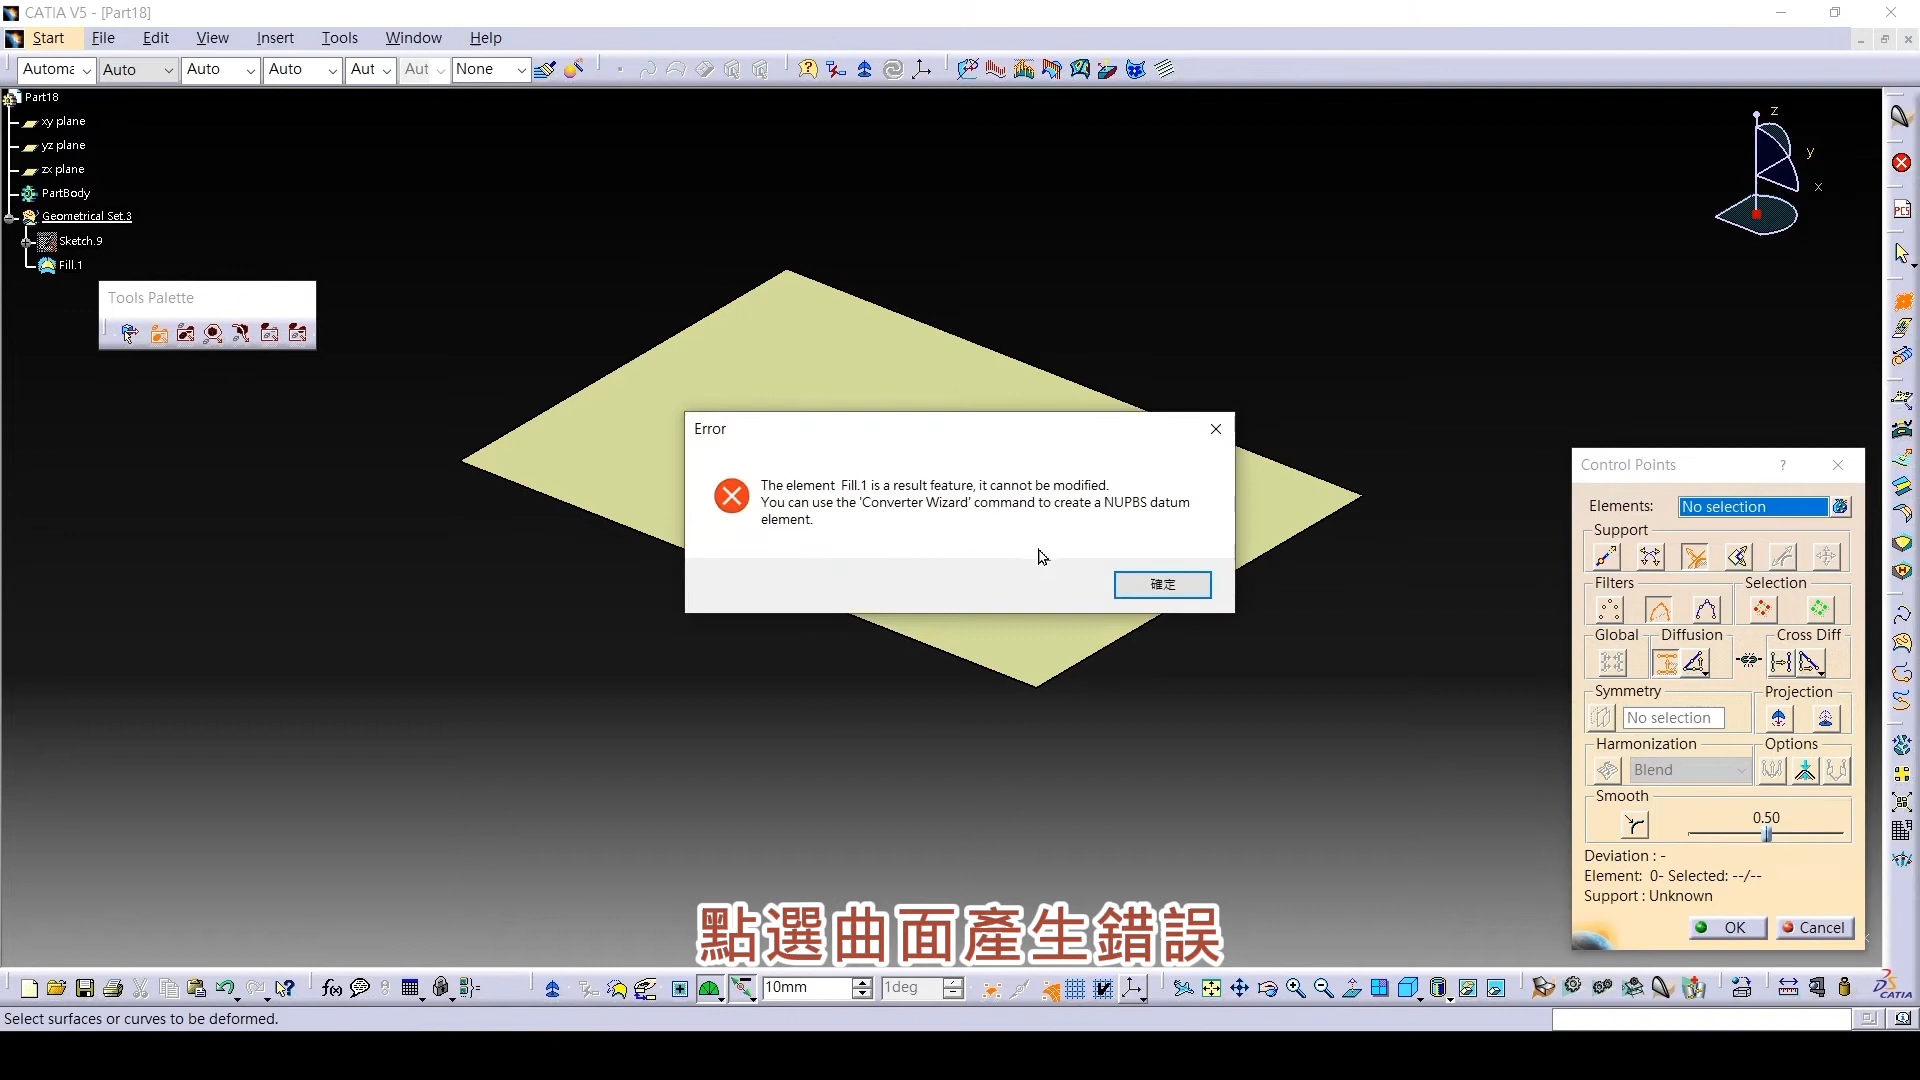 CATIA V5 - [Part18]
Start File Edit View Insert Tools Window Help
Automa Auto Auto Auto Aut Aut None
Part18
xy plane
yz plane
zx plane
PartBody
Geometrical Set.3
Sketch.9
Fill.1
Tools Palette
z
y
x
Error
The element Fill.1 is a result feature, it cannot be modified.
You can use the 'Converter Wizard' command to create a NUPBS datum
element.
確定
Control Points ?
Elements: No selection
Support
Filters Selection
Global Diffusion Cross Diff
Symmetry Projection
No selection
Harmonization Options
Blend
Smooth
0.50
Deviation : -
Element: 0- Selected: --/--
Support : Unknown
OK Cancel
PCS
點選曲面產生錯誤
f(x) 10mm 1deg
CATIA
Select surfaces or curves to be deformed.